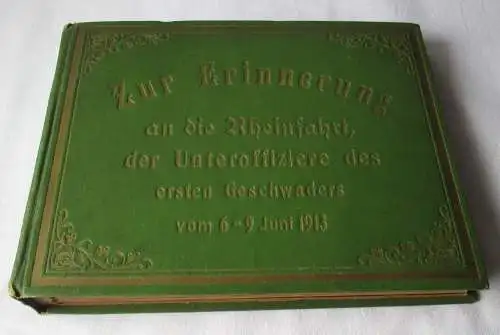 Zur Erinnerung
an die Rheinfahrt,
der Unteroffiziere des
ersten Geschwaders
vom 6-9 Juni 1913